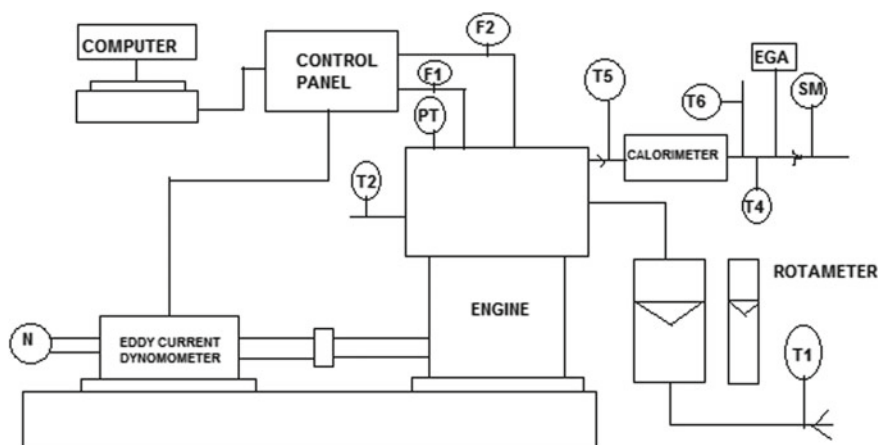 COMPUTER
CONTROL
PANEL
F2
F1
PT
T5
EGA
T6
SM
CALORIMETER
T4
T2
ROTAMETER
ENGINE
N
EDDY CURRENT
DYNOMOMETER
T1